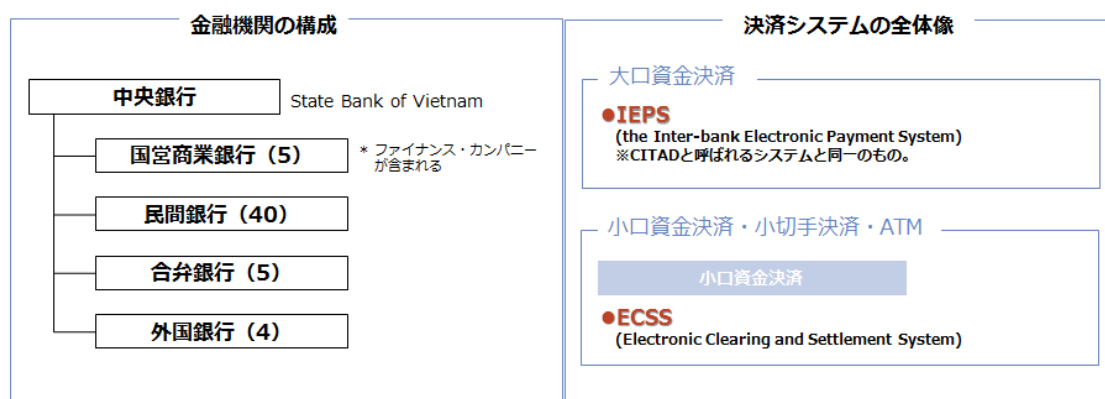 金融機関の構成
中央銀行
State Bank of Vietnam
国営商業銀行（5）
* ファイナンス・カンパニー
が含まれる
民間銀行（40）
合弁銀行（5）
外国銀行（4）
決済システムの全体像
大口資金決済
●IEPS
(the Inter-bank Electronic Payment System)
※CITADと呼ばれるシステムと同一のもの。
小口資金決済・小切手決済・ATM
小口資金決済
●ECSS
(Electronic Clearing and Settlement System)